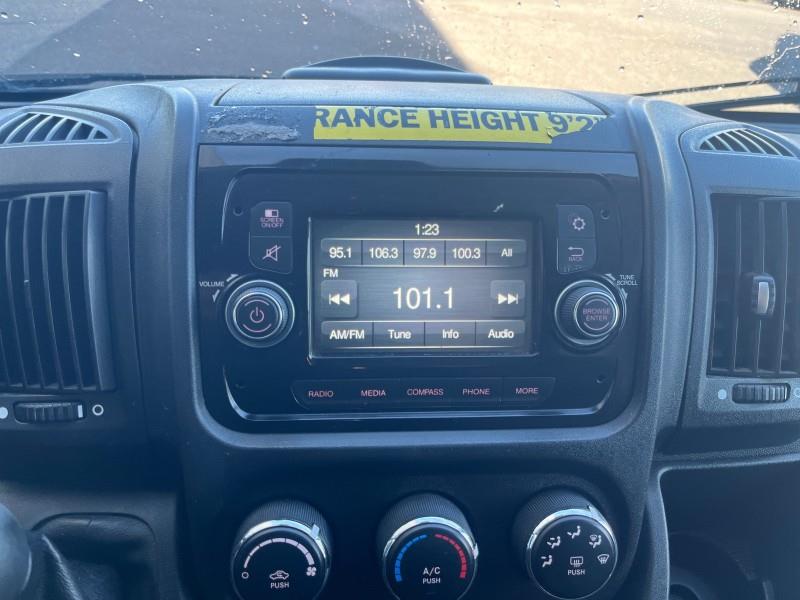 RANCE HEIGHT 9'2"
SCREEN ON/OFF
1:23
95.1 106.3 97.9 100.3 All
FM
101.1
AM/FM Tune Info Audio
BACK
VOLUME
TUNE SCROLL
BROWSE ENTER
RADIO MEDIA COMPASS PHONE MORE
PUSH
A/C
PUSH
PUSH